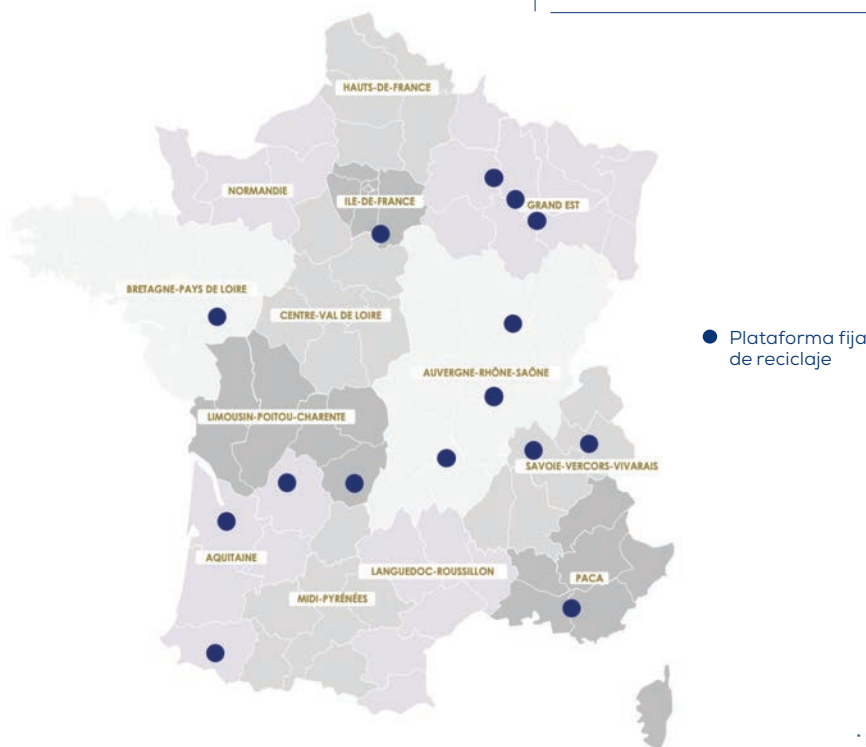 HAUTS-DE-FRANCE
NORMANDIE
ILE-DE-FRANCE
GRAND EST
BRETAGNE-PAYS DE LOIRE
CENTRE-VAL DE LOIRE
Plataforma fija
de reciclaje
AUVERGNE-RHÔNE-SAÔNE
LIMOUSIN-POITOU-CHARENTE
SAVOIE-VERCORS-VIVARAIS
AQUITAINE
LANGUEDOC-ROUSSILLON
PACA
MIDI-PYRÉNÉES
*